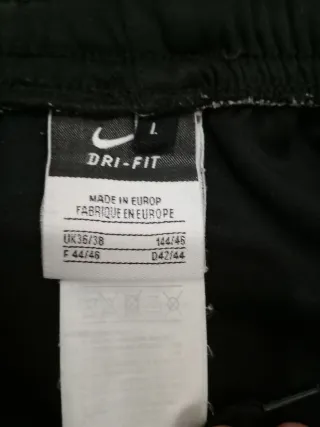 L
DRI-FIT
MADE IN EUROP
FABRIQUE EN EUROPE
UK36/38 144/46
F 44/46 D42/44